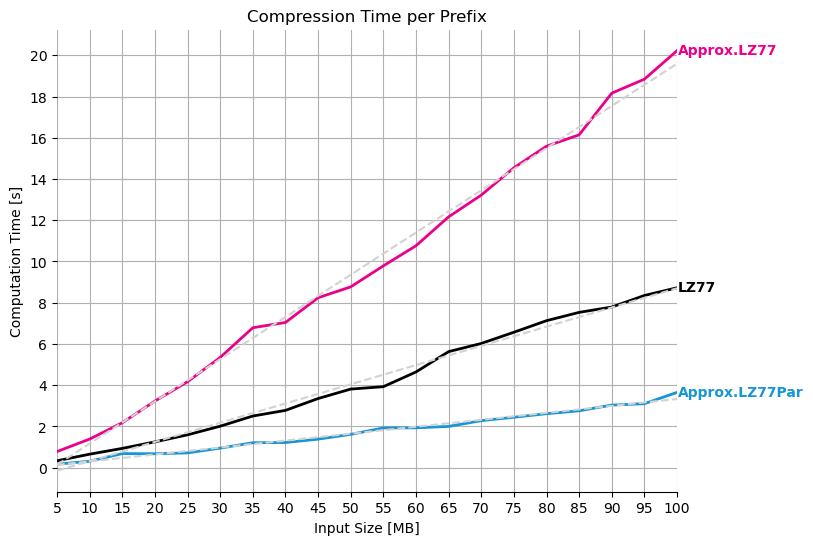 Compression Time per Prefix
Computation Time [s]
20
18
16
14
12
10
8
6
4
2
0
Approx.LZ77
LZ77
Approx.LZ77Par
5 10 15 20 25 30 35 40 45 50 55 60 65 70 75 80 85 90 95 100
Input Size [MB]